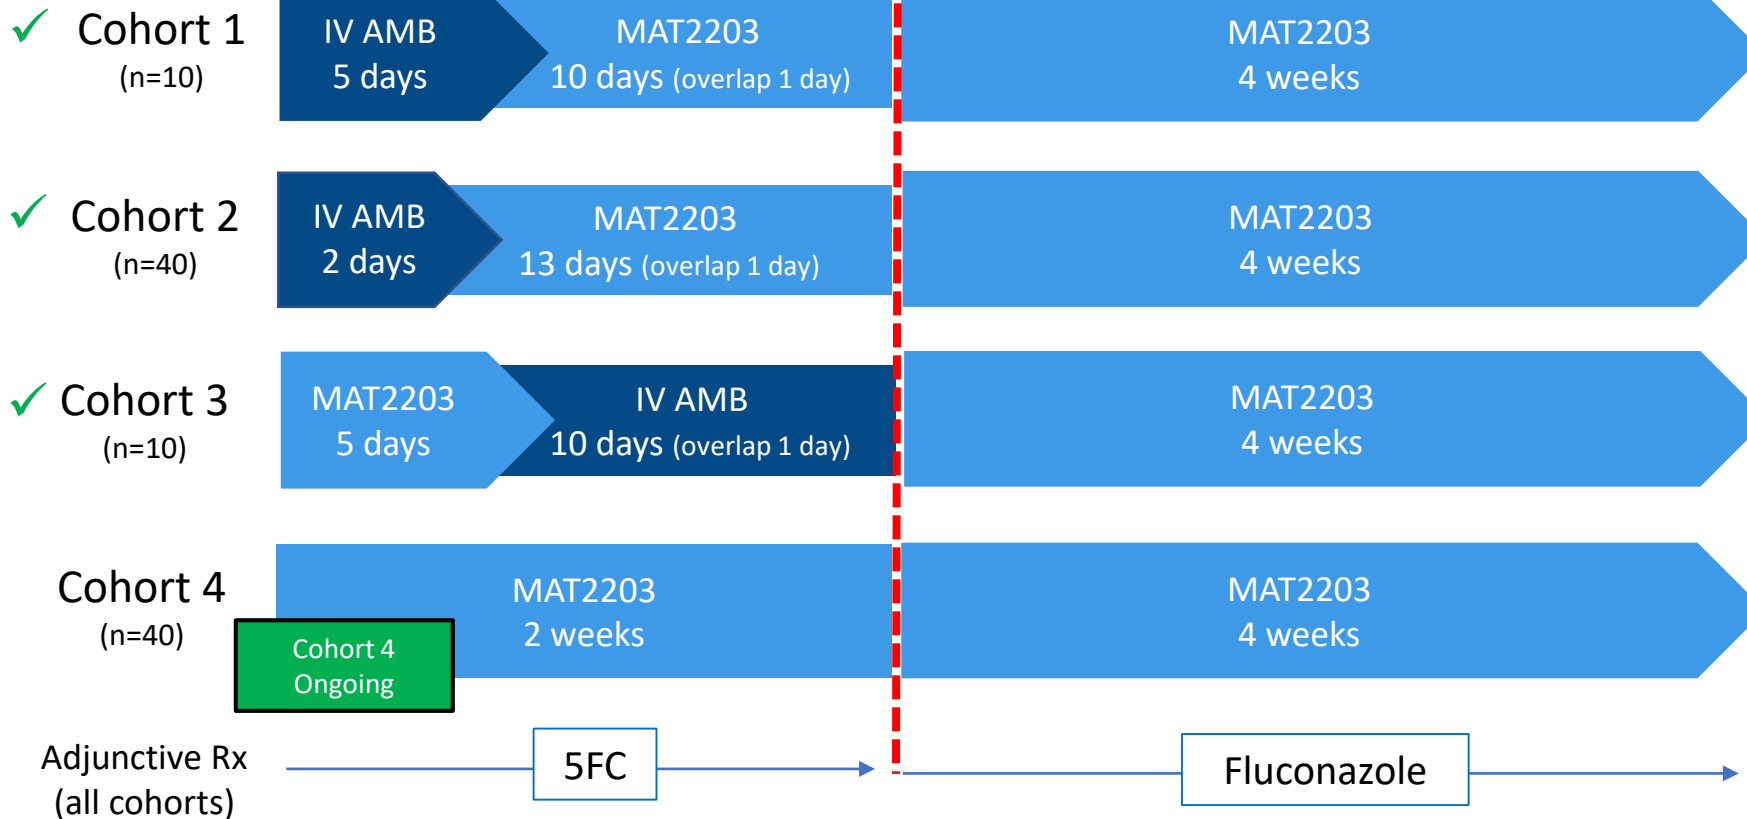 Cohort 1
(n=10)
IV AMB
5 days
MAT2203
10 days (overlap 1 day)
MAT2203
4 weeks
Cohort 2
(n=40)
IV AMB
2 days
MAT2203
13 days (overlap 1 day)
MAT2203
4 weeks
Cohort 3
(n=10)
MAT2203
5 days
IV AMB
10 days (overlap 1 day)
MAT2203
4 weeks
Cohort 4
(n=40)
Cohort 4
Ongoing
MAT2203
2 weeks
MAT2203
4 weeks
Adjunctive Rx
(all cohorts)
5FC
Fluconazole